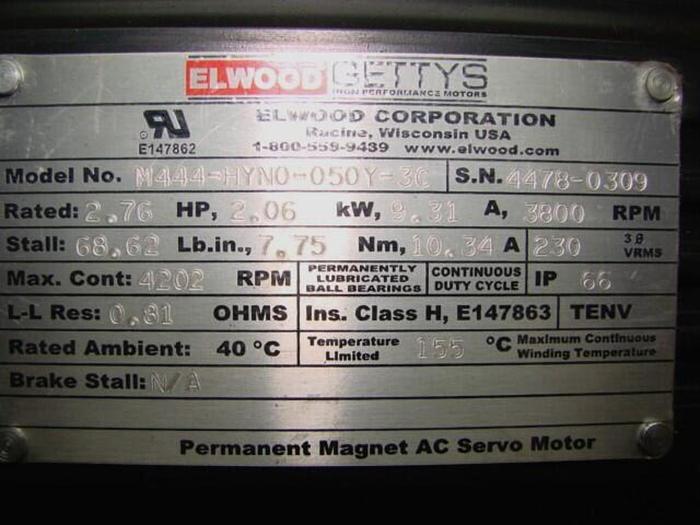 ELWOOD GETTYS
HIGH PERFORMANCE MOTORS
ELWOOD CORPORATION
Racine, Wisconsin USA
E147862 1-800-559-9439 www.elwood.com
Model No. M444-HYN0-050Y-3C S.N. 4478-0309
Rated: 2.76 HP, 2.06 kW, 9.31 A, 3800 RPM
Stall: 68.62 Lb.in., 7.75 Nm, 10.34 A 230 3Ø VRMS
Max. Cont: 4202 RPM PERMANENTLY LUBRICATED BALL BEARINGS CONTINUOUS DUTY CYCLE IP 66
L-L Res: 0.81 OHMS Ins. Class H, E147863 TENV
Rated Ambient: 40 °C Temperature Limited 155 °C Maximum Continuous Winding Temperature
Brake Stall: N/A
Permanent Magnet AC Servo Motor